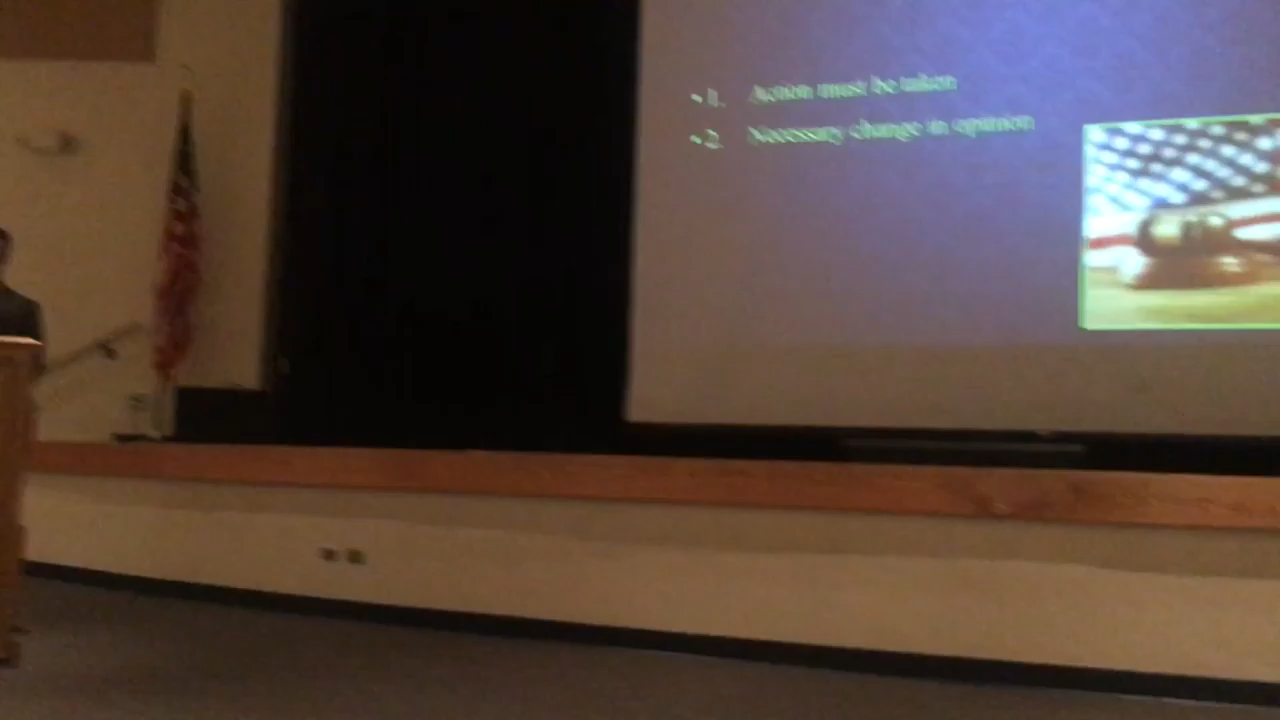 • 1. Action must be taken
• 2. Necessary change in opinion